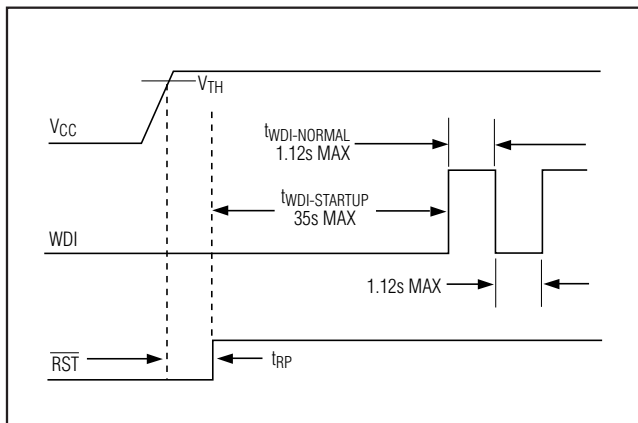 VTH
VCC
tWDI-NORMAL
1.12s MAX
tWDI-STARTUP
35s MAX
WDI
1.12s MAX
RST
tRP